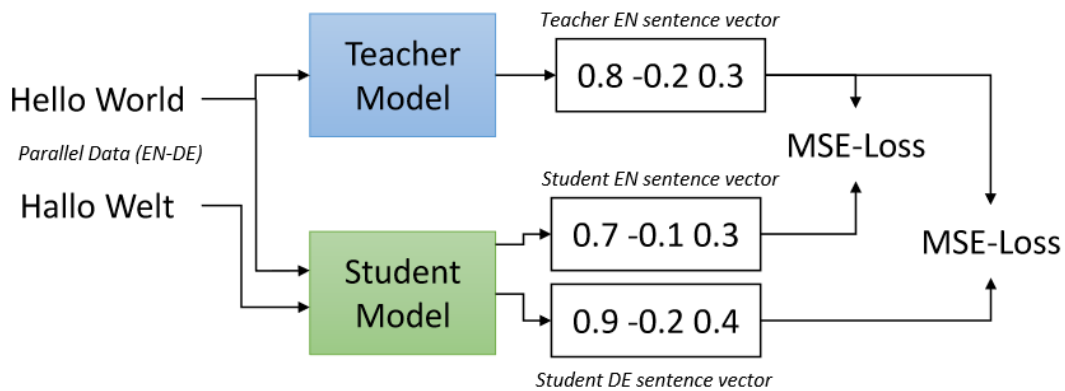 Teacher EN sentence vector
Teacher
Model
0.8 -0.2 0.3
Hello World
Parallel Data (EN-DE)
MSE-Loss
Hallo Welt
Student EN sentence vector
0.7 -0.1 0.3
MSE-Loss
Student
Model
0.9 -0.2 0.4
Student DE sentence vector